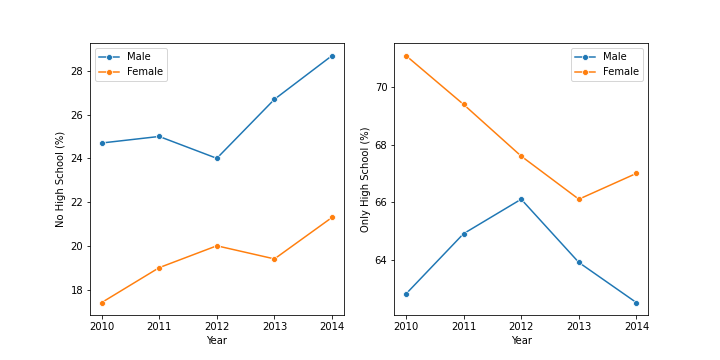 Male
Female
28
26
24
22
20
18
No High School (%)
2010 2011 2012 2013 2014
Year
Male
Female
70
68
66
64
Only High School (%)
2010 2011 2012 2013 2014
Year